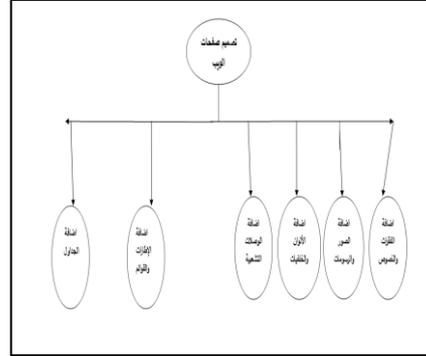 تصميم صفحات
الويب
اضافة
الفقرات
والنصوص
اضافة
الصور
والرسومات
اضافة
الألوان
والخلفيات
اضافة
الوصلات
التشعبية
اضافة
الإطارات
والقوائم
اضافة
الجداول